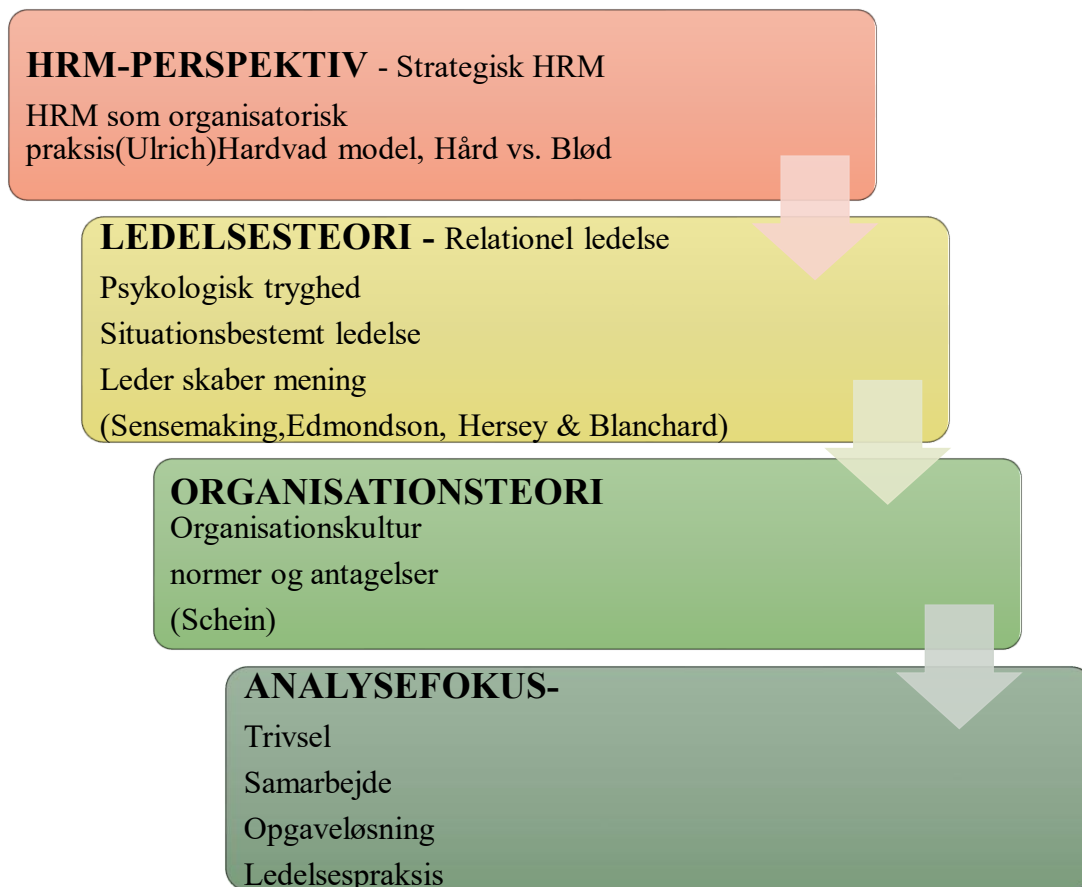 HRM-PERSPEKTIV - Strategisk HRM
HRM som organisatorisk
praksis(Ulrich)Hardvad model, Hård vs. Blød
LEDELSESTEORI - Relationel ledelse
Psykologisk tryghed
Situationsbestemt ledelse
Leder skaber mening
(Sensemaking,Edmondson, Hersey & Blanchard)
ORGANISATIONSTEORI
Organisationskultur
normer og antagelser
(Schein)
ANALYSEFOKUS-
Trivsel
Samarbejde
Opgaveløsning
Ledelsespraksis